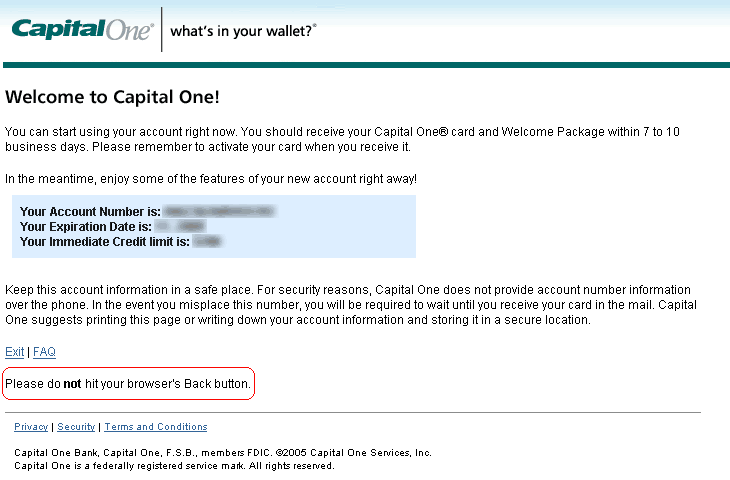 CapitalOne® what's in your wallet?®
Welcome to Capital One!
You can start using your account right now. You should receive your Capital One® card and Welcome Package within 7 to 10
business days. Please remember to activate your card when you receive it.
In the meantime, enjoy some of the features of your new account right away!
Your Account Number is:
Your Expiration Date is:
Your Immediate Credit limit is:
Keep this account information in a safe place. For security reasons, Capital One does not provide account number information
over the phone. In the event you misplace this number, you will be required to wait until you receive your card in the mail. Capital
One suggests printing this page or writing down your account information and storing it in a secure location.
Exit | FAQ
Please do not hit your browser's Back button.
Privacy | Security | Terms and Conditions
Capital One Bank, Capital One, F.S.B., members FDIC. ©2005 Capital One Services, Inc.
Capital One is a federally registered service mark. All rights reserved.